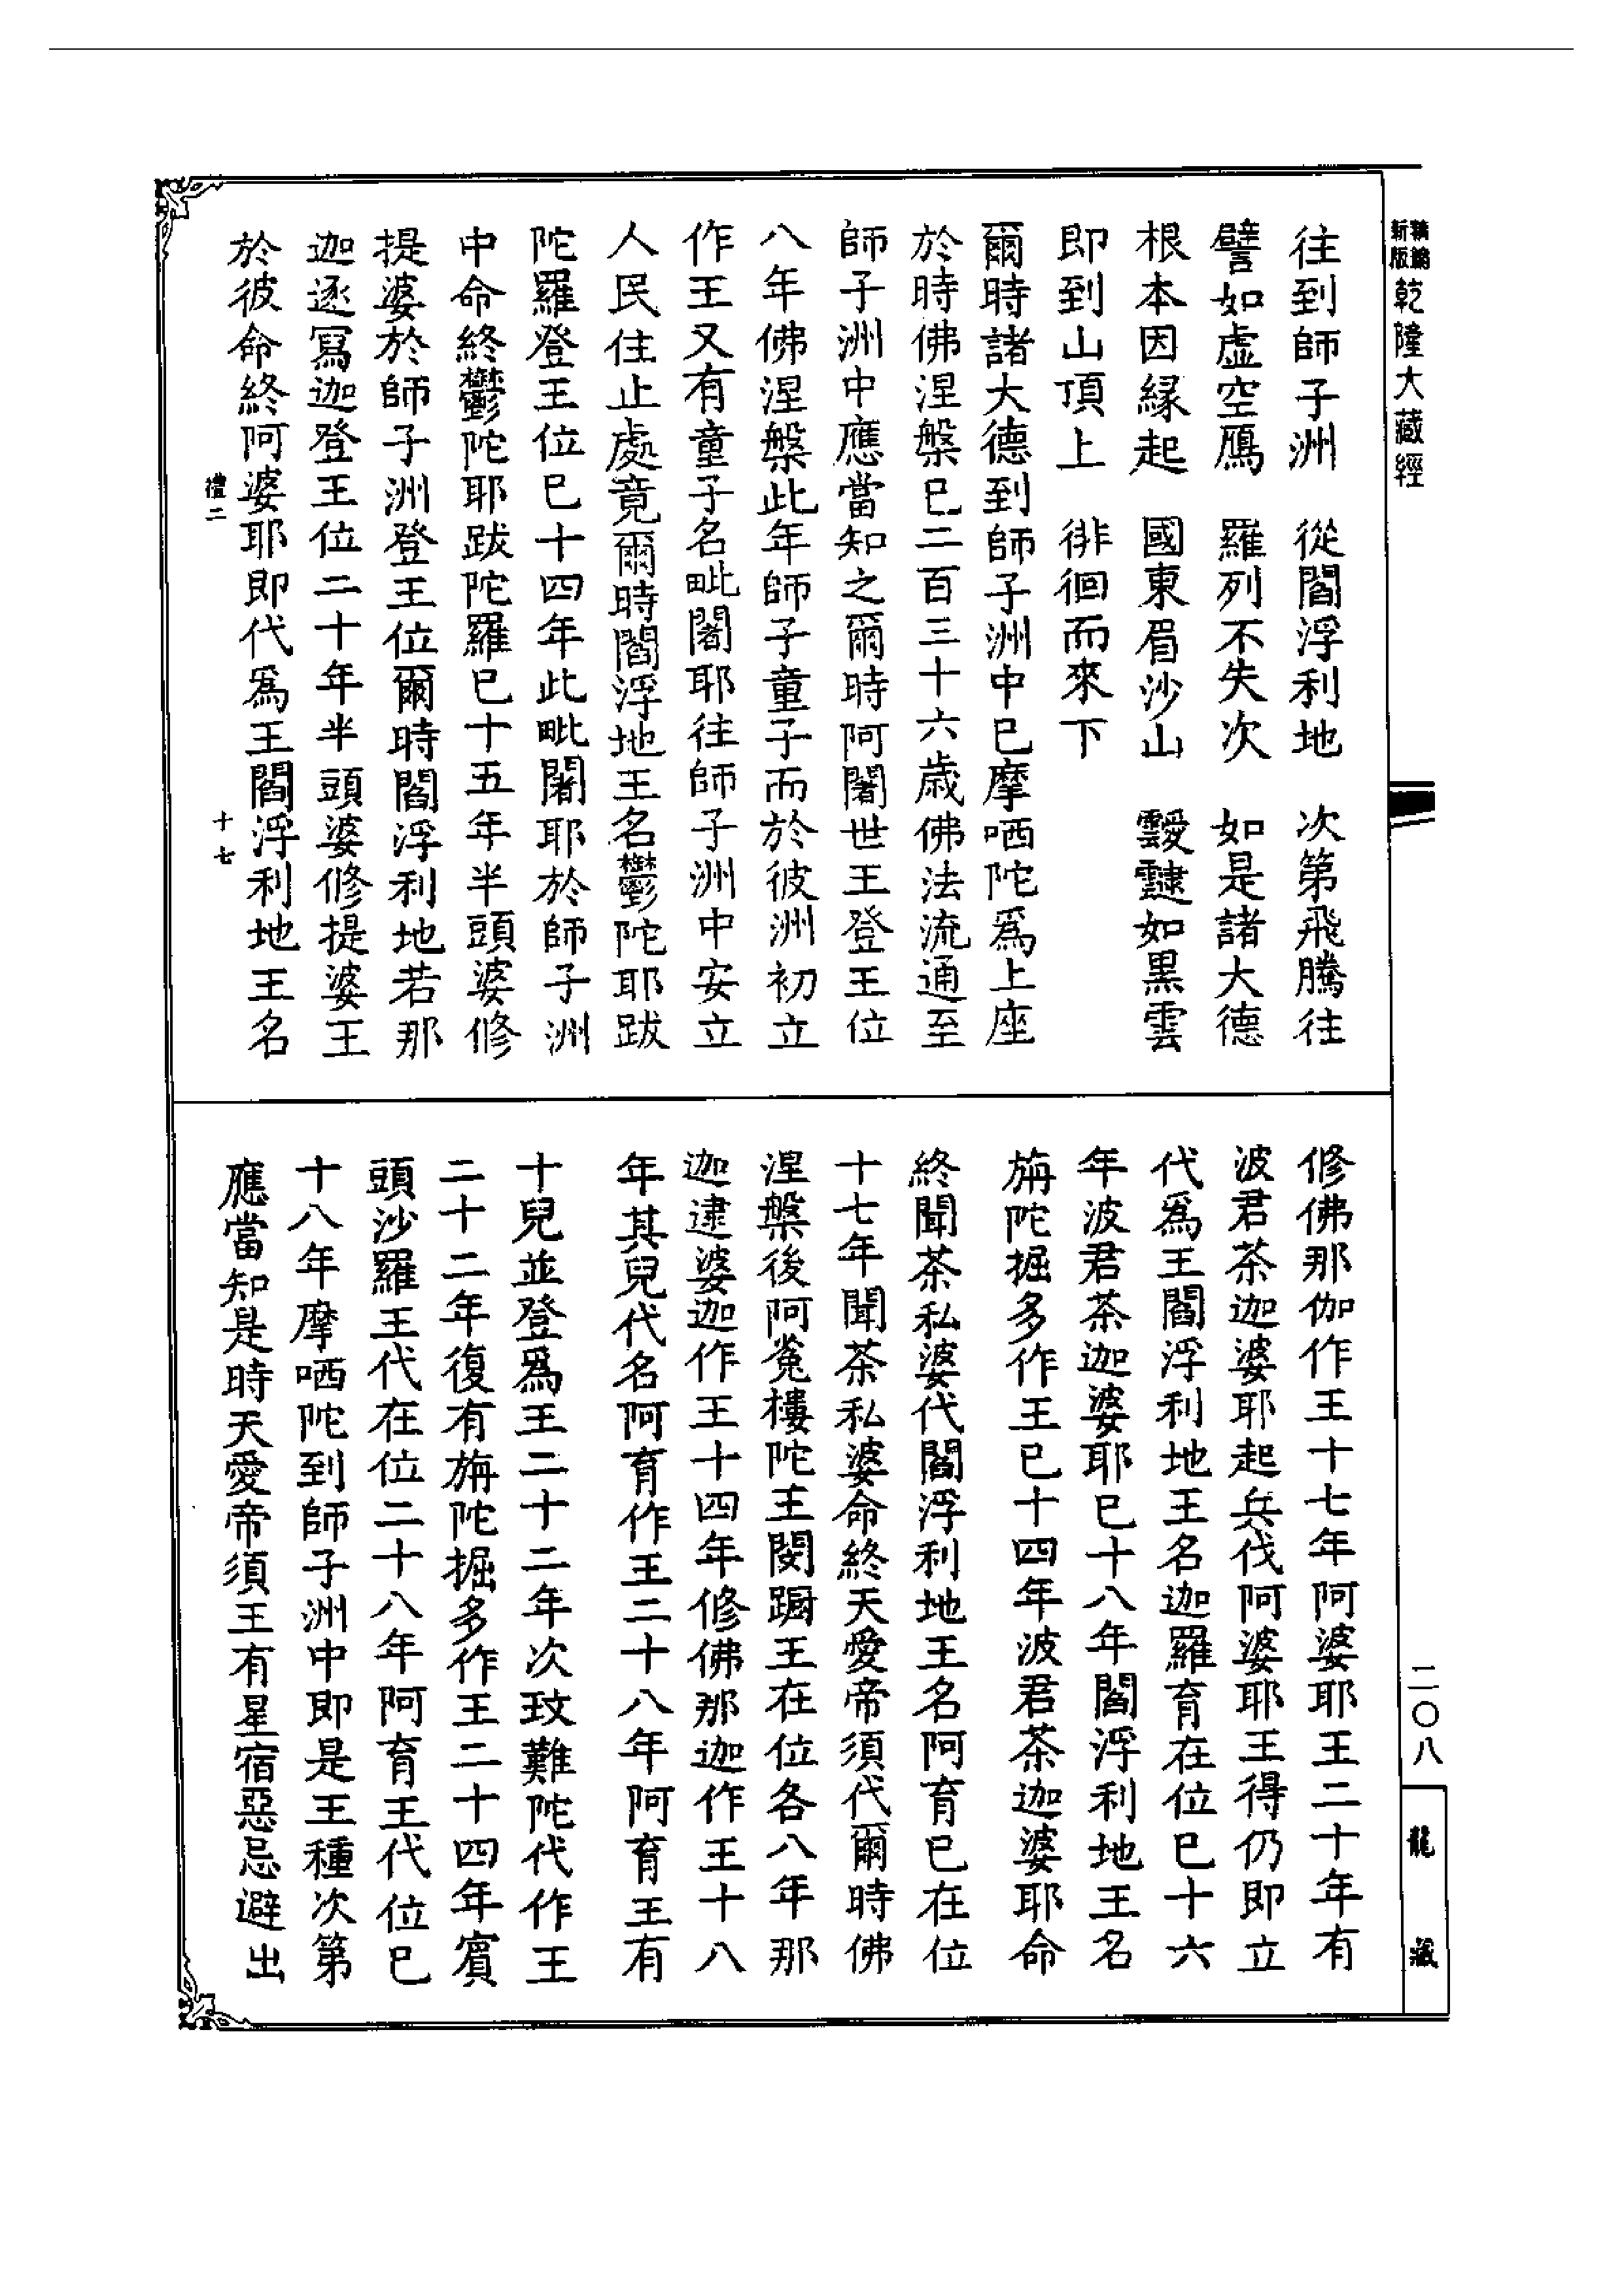 新編
新版
乾隆大藏經
往到師子洲　從閻浮利地　次第飛騰往
譬如虛空鴈　羅列不失次　如是諸大德
根本因緣起　國東眉沙山　靉靆如黑雲
即到山頂上　徘徊而來下
爾時諸大德到師子洲中已摩哂陀為上座
於時佛涅槃已二百三十六歲佛法流通至
師子洲中應當知之爾時阿闍世王登王位
八年佛涅槃此年師子童子而於彼洲初立
作王又有童子名毗闍耶往師子洲中安立
人民住止處竟爾時閻浮地王名鬱陀耶跋
陀羅登王位已十四年此毗闍耶於師子洲
中命終鬱陀耶跋陀羅已十五年半頭婆修
提婆於師子洲登王位爾時閻浮利地若那
迦逐寫迦登王位二十年半頭婆修提婆王
於彼命終阿婆耶即代為王閻浮利地王名
禮二
十七
修佛那伽作王十七年阿婆耶王二十年有
波君茶迦婆耶起兵伐阿婆耶王得仍即立
代為王閻浮利地王名迦羅育在位已十六
年波君茶迦婆耶已十八年閻浮利地王名
旃陀掘多作王已十四年波君茶迦婆耶命
終聞茶私婆代閻浮利地王名阿育已在位
十七年聞茶私婆命終天愛帝須代爾時佛
涅槃後阿㝹樓陀王閔躕王在位各八年那
迦逮婆迦作王十四年修佛那迦作王十八
年其兒代名阿育作王二十八年阿育王有
十兒並登為王二十二年次玫難陀代作王
二十二年復有旃陀掘多作王二十四年賓
頭沙羅王代在位二十八年阿育王代位已
十八年摩哂陀到師子洲中即是王種次第
應當知是時天愛帝須王有星宿惡忌避出
二〇八
龍藏